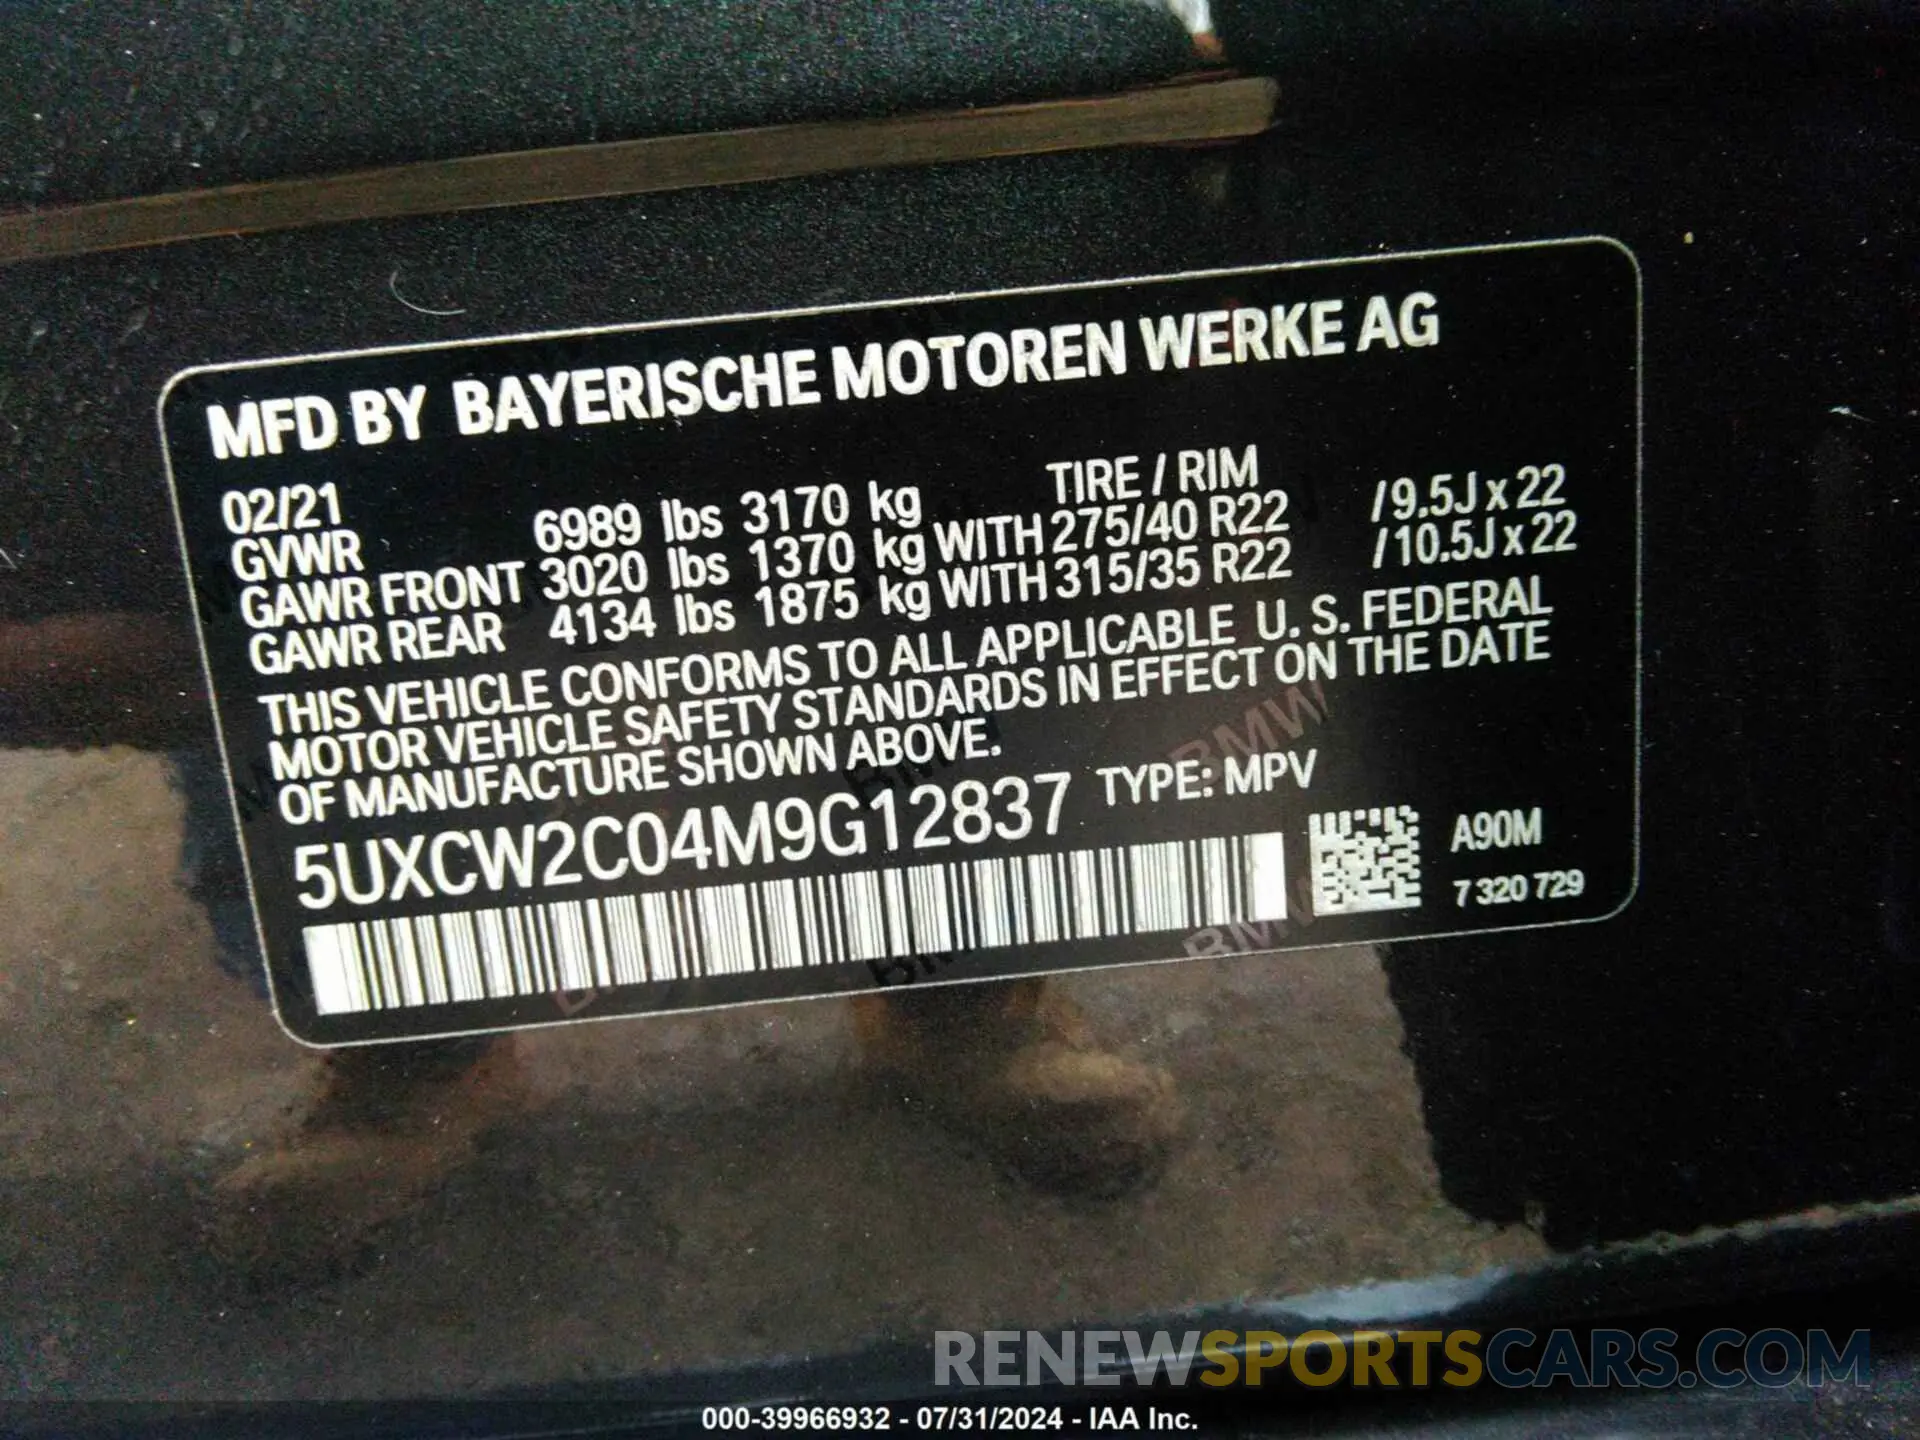 MFD BY BAYERISCHE MOTOREN WERKE AG
02/21 TIRE / RIM
GVWR 6989 lbs 3170 kg
GAWR FRONT 3020 lbs 1370 kg WITH 275/40 R22 /9.5J x 22
GAWR REAR 4134 lbs 1875 kg WITH 315/35 R22 /10.5J x 22
THIS VEHICLE CONFORMS TO ALL APPLICABLE U. S. FEDERAL
MOTOR VEHICLE SAFETY STANDARDS IN EFFECT ON THE DATE
OF MANUFACTURE SHOWN ABOVE.
5UXCW2C04M9G12837 TYPE: MPV
A90M
7 320 729
BMW
BMW
RENEWSPORTSCARS.COM
000-39966932 - 07/31/2024 - IAA Inc.